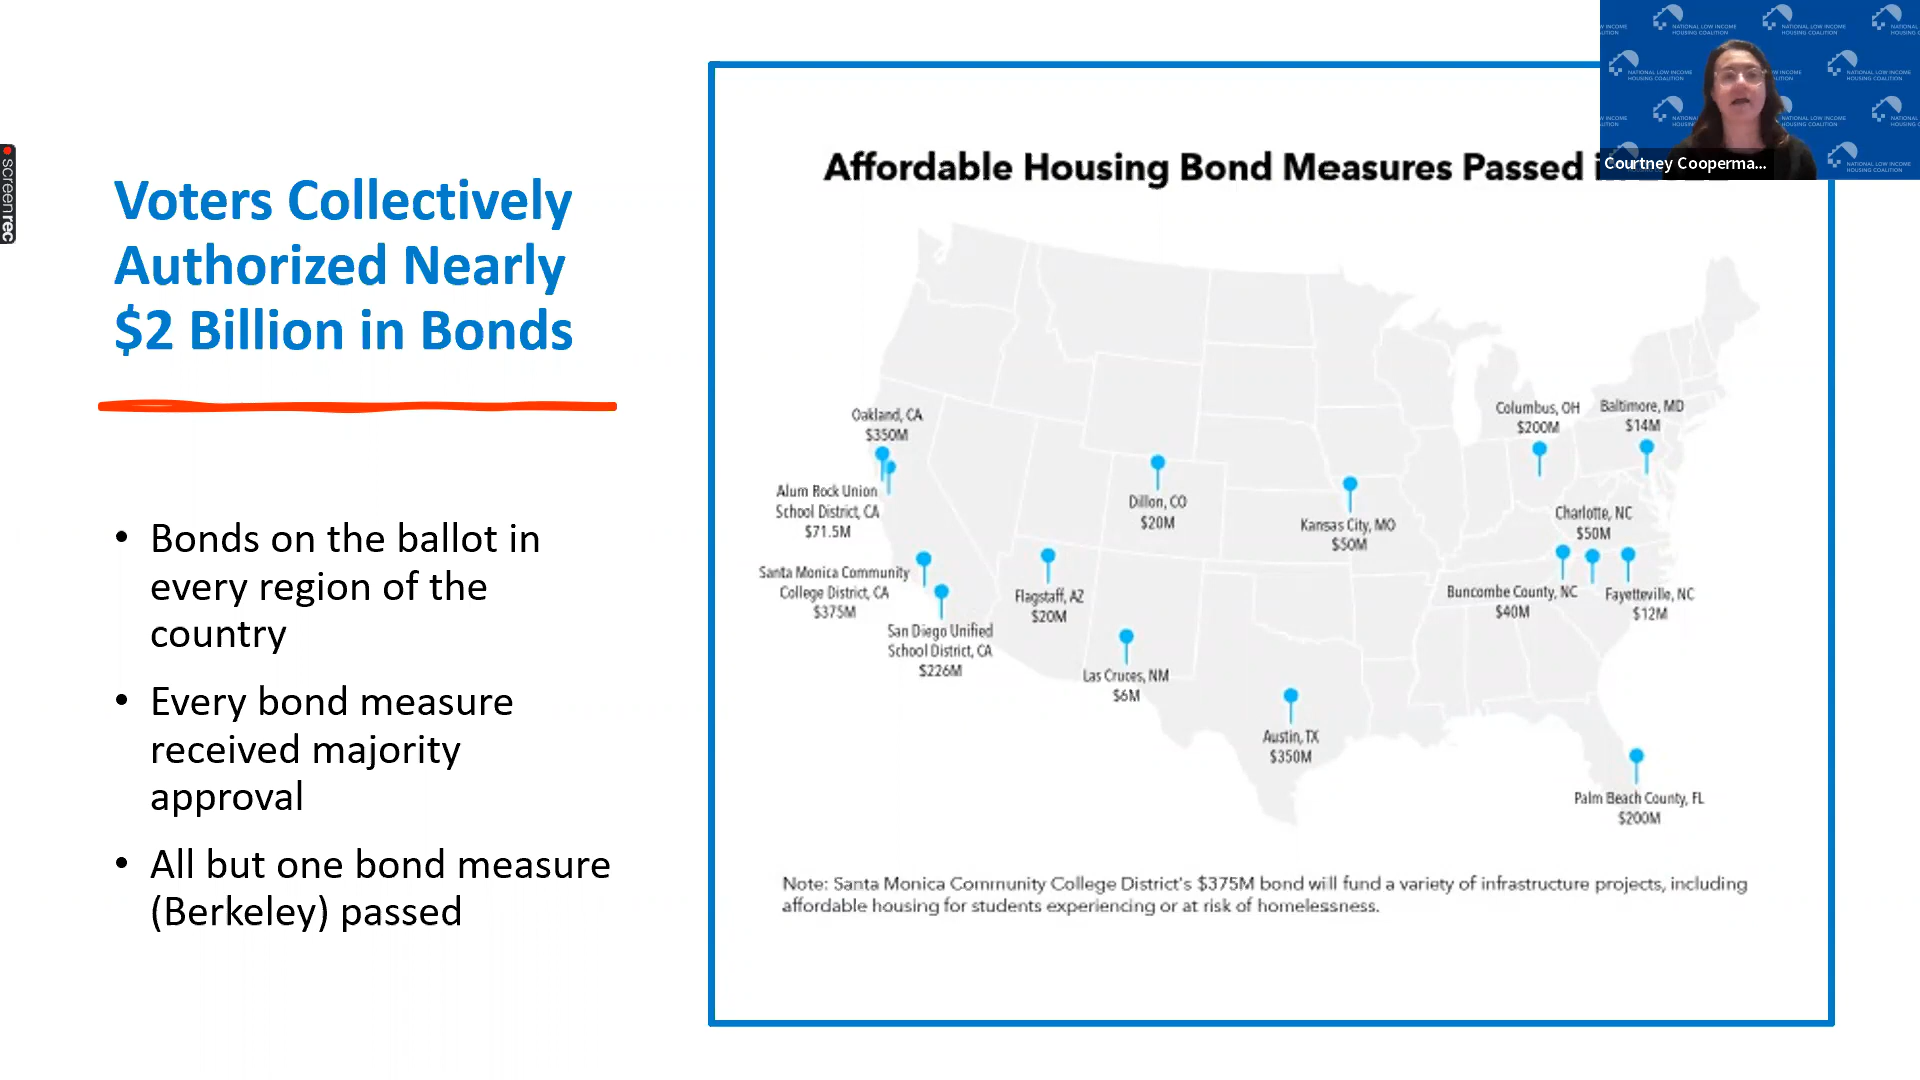 screenrec
Voters Collectively
Authorized Nearly
$2 Billion in Bonds
• Bonds on the ballot in
every region of the
country
• Every bond measure
received majority
approval
• All but one bond measure
(Berkeley) passed
Affordable Housing Bond Measures Passed
Oakland, CA
$350M
Alum Rock Union
School District, CA
$71.5M
Santa Monica Community
College District, CA
$375M
San Diego Unified
School District, CA
$226M
Flagstaff, AZ
$20M
Las Cruces, NM
$6M
Dillon, CO
$20M
Kansas City, MO
$50M
Austin, TX
$350M
Columbus, OH
$200M
Baltimore, MD
$14M
Charlotte, NC
$50M
Buncombe County, NC
$40M
Fayetteville, NC
$12M
Palm Beach County, FL
$200M
Note: Santa Monica Community College District's $375M bond will fund a variety of infrastructure projects, including
affordable housing for students experiencing or at risk of homelessness.
NATIONAL LOW INCOME
HOUSING COALITION
Courtney Cooperma...